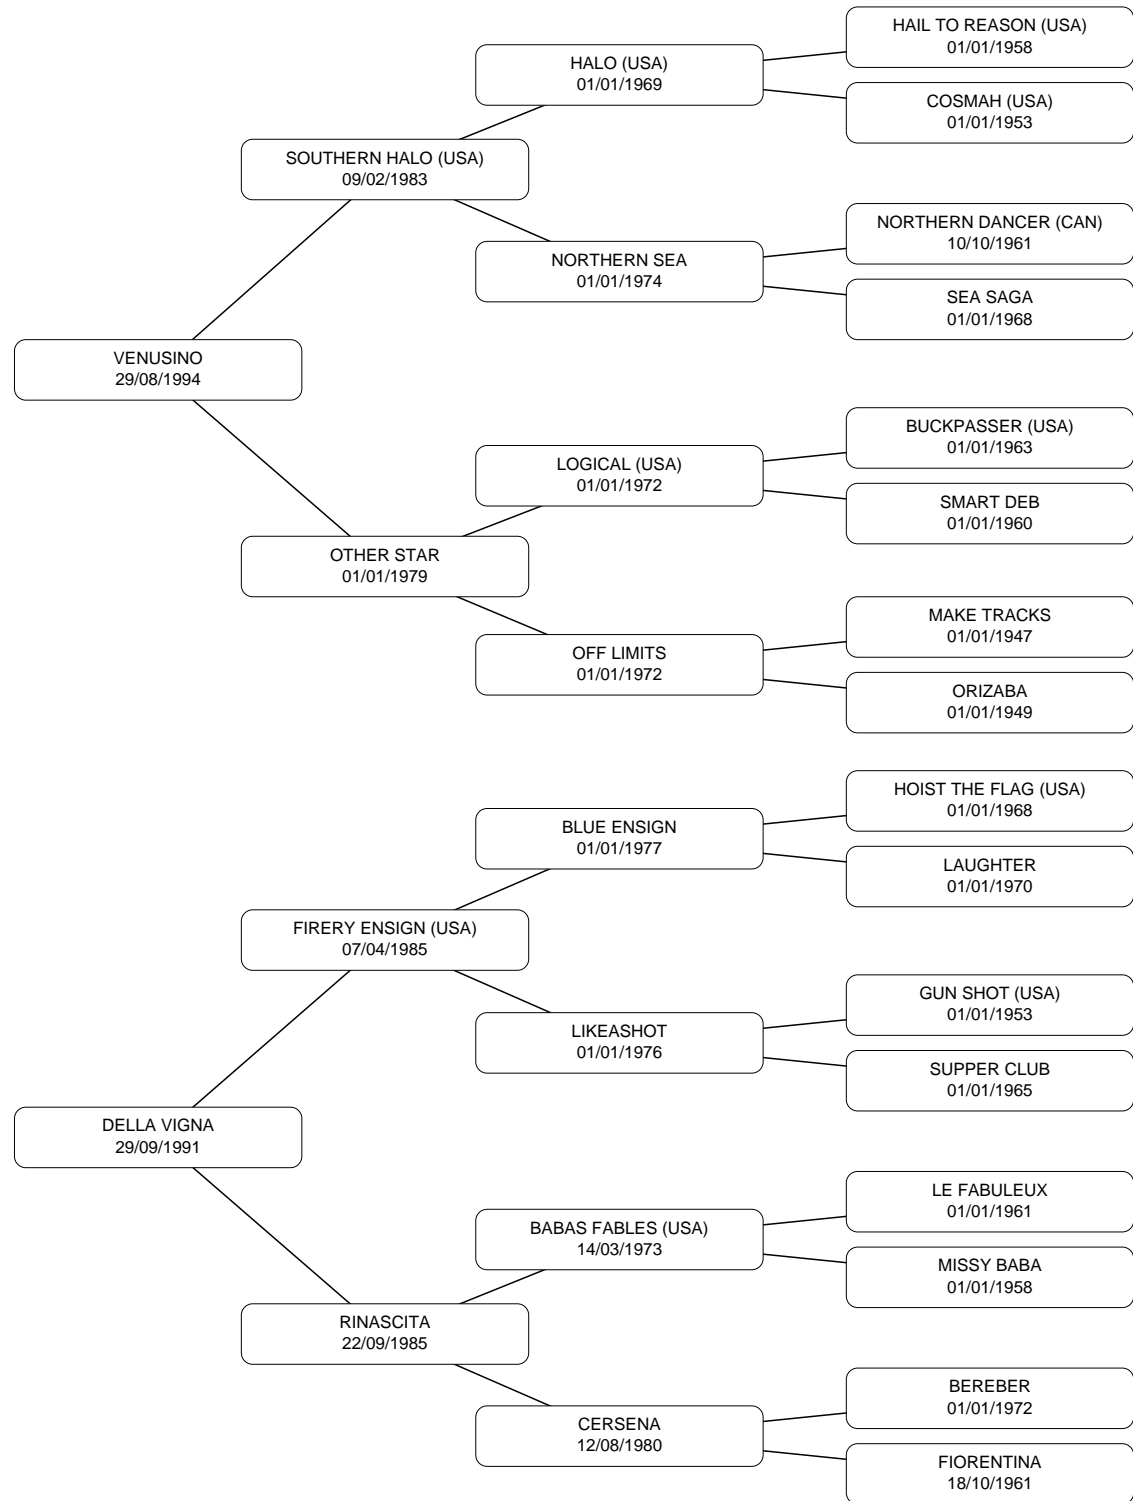 HAIL TO REASON (USA)
01/01/1958
HALO (USA)
01/01/1969
COSMAH (USA)
01/01/1953
SOUTHERN HALO (USA)
09/02/1983
NORTHERN DANCER (CAN)
10/10/1961
NORTHERN SEA
01/01/1974
SEA SAGA
01/01/1968
VENUSINO
29/08/1994
BUCKPASSER (USA)
01/01/1963
LOGICAL (USA)
01/01/1972
SMART DEB
01/01/1960
OTHER STAR
01/01/1979
MAKE TRACKS
01/01/1947
OFF LIMITS
01/01/1972
ORIZABA
01/01/1949
HOIST THE FLAG (USA)
01/01/1968
BLUE ENSIGN
01/01/1977
LAUGHTER
01/01/1970
FIRERY ENSIGN (USA)
07/04/1985
GUN SHOT (USA)
01/01/1953
LIKEASHOT
01/01/1976
SUPPER CLUB
01/01/1965
DELLA VIGNA
29/09/1991
LE FABULEUX
01/01/1961
BABAS FABLES (USA)
14/03/1973
MISSY BABA
01/01/1958
RINASCITA
22/09/1985
BEREBER
01/01/1972
CERSENA
12/08/1980
FIORENTINA
18/10/1961